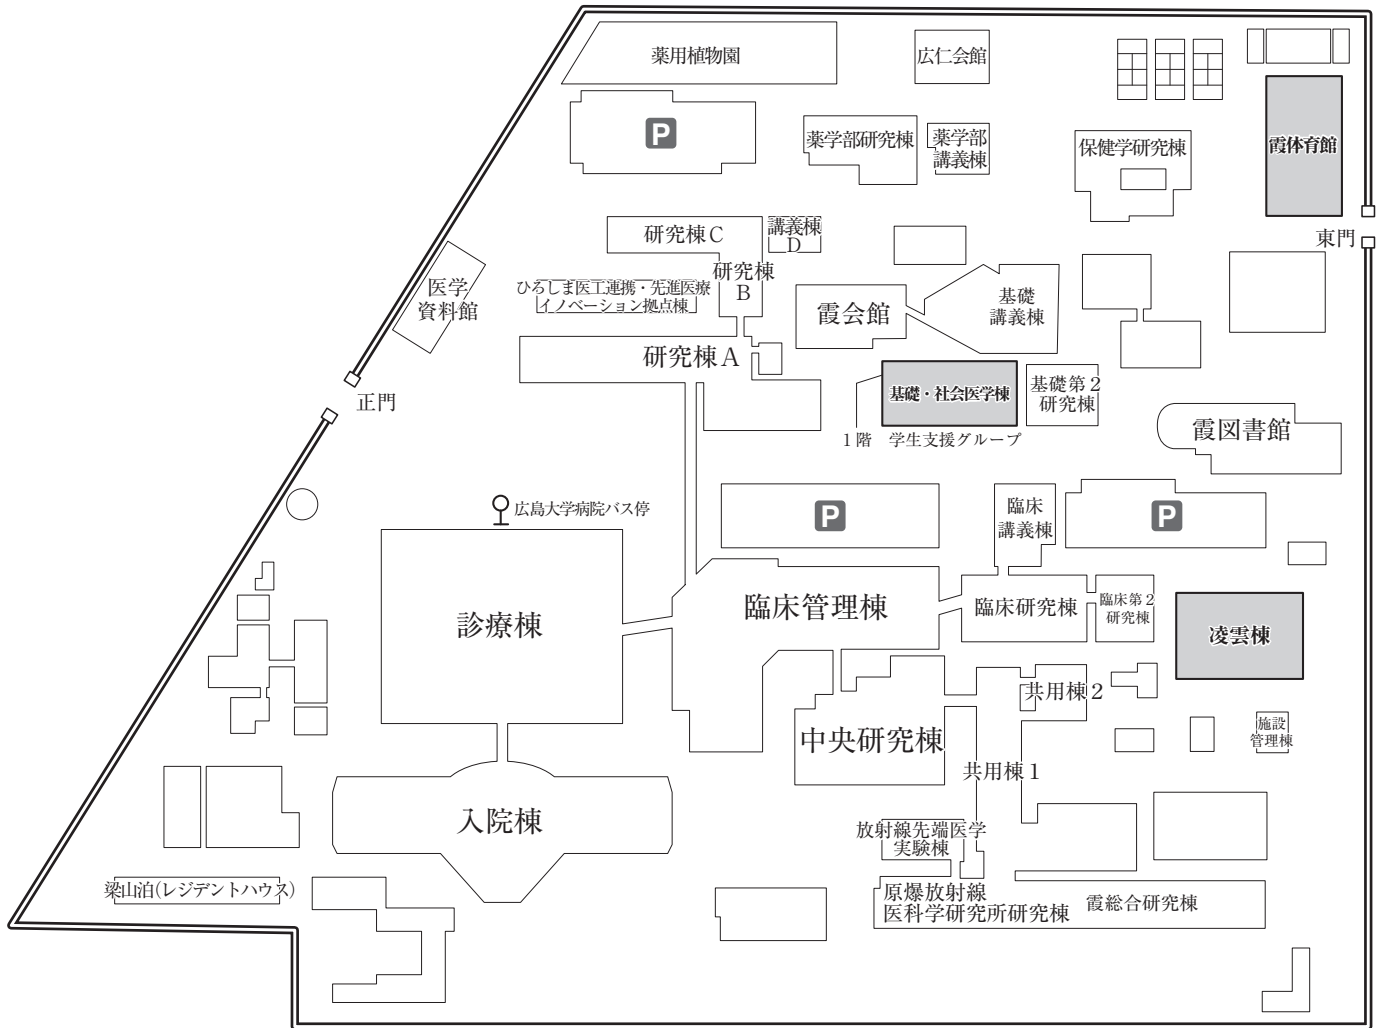 薬用植物園
広仁会館
P
薬学部研究棟
薬学部
講義棟
保健学研究棟
霞体育館
東門
研究棟C
講義棟
D
研究棟
B
医学
資料館
ひろしま医工連携・先進医療
イノベーション拠点棟
霞会館
基礎
講義棟
研究棟A
正門
基礎・社会医学棟
基礎第2
研究棟
1階 学生支援グループ
霞図書館
広島大学病院バス停
P
臨床
講義棟
P
診療棟
臨床管理棟
臨床研究棟
臨床第2
研究棟
凌雲棟
共用棟2
中央研究棟
施設
管理棟
共用棟1
入院棟
放射線先端医学
実験棟
梁山泊(レジデントハウス)
原爆放射線
医科学研究所研究棟
霞総合研究棟